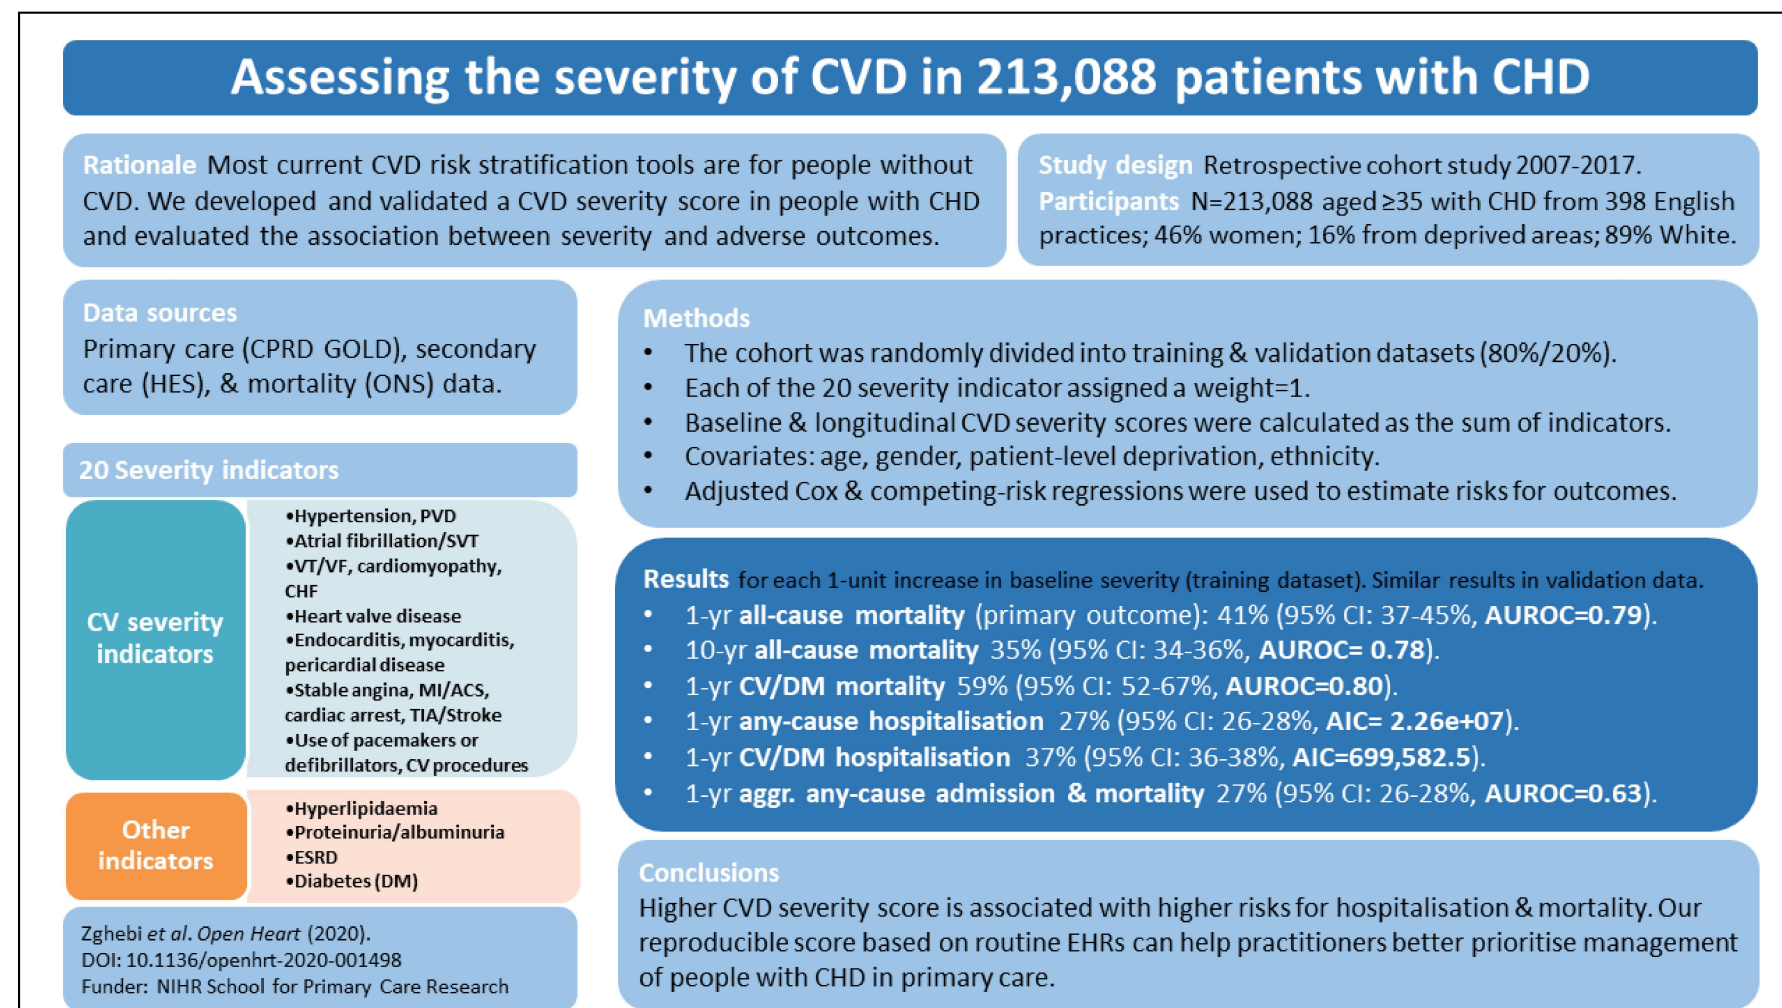 Assessing the severity of CVD in 213,088 patients with CHD
Rationale Most current CVD risk stratification tools are for people without
CVD. We developed and validated a CVD severity score in people with CHD
and evaluated the association between severity and adverse outcomes.
Study design Retrospective cohort study 2007-2017.
Participants N=213,088 aged ≥35 with CHD from 398 English
practices; 46% women; 16% from deprived areas; 89% White.
Data sources
Primary care (CPRD GOLD), secondary
care (HES), & mortality (ONS) data.
20 Severity indicators
CV severity
indicators
•Hypertension, PVD
•Atrial fibrillation/SVT
•VT/VF, cardiomyopathy,
CHF
•Heart valve disease
•Endocarditis, myocarditis,
pericardial disease
•Stable angina, MI/ACS,
cardiac arrest, TIA/Stroke
•Use of pacemakers or
defibrillators, CV procedures
Other
indicators
•Hyperlipidaemia
•Proteinuria/albuminuria
•ESRD
•Diabetes (DM)
Zghebi et al. Open Heart (2020).
DOI: 10.1136/openhrt-2020-001498
Funder: NIHR School for Primary Care Research
Methods
• The cohort was randomly divided into training & validation datasets (80%/20%).
• Each of the 20 severity indicator assigned a weight=1.
• Baseline & longitudinal CVD severity scores were calculated as the sum of indicators.
• Covariates: age, gender, patient-level deprivation, ethnicity.
• Adjusted Cox & competing-risk regressions were used to estimate risks for outcomes.
Results for each 1-unit increase in baseline severity (training dataset). Similar results in validation data.
• 1-yr all-cause mortality (primary outcome): 41% (95% CI: 37-45%, AUROC=0.79).
• 10-yr all-cause mortality 35% (95% CI: 34-36%, AUROC= 0.78).
• 1-yr CV/DM mortality 59% (95% CI: 52-67%, AUROC=0.80).
• 1-yr any-cause hospitalisation 27% (95% CI: 26-28%, AIC= 2.26e+07).
• 1-yr CV/DM hospitalisation 37% (95% CI: 36-38%, AIC=699,582.5).
• 1-yr aggr. any-cause admission & mortality 27% (95% CI: 26-28%, AUROC=0.63).
Conclusions
Higher CVD severity score is associated with higher risks for hospitalisation & mortality. Our
reproducible score based on routine EHRs can help practitioners better prioritise management
of people with CHD in primary care.